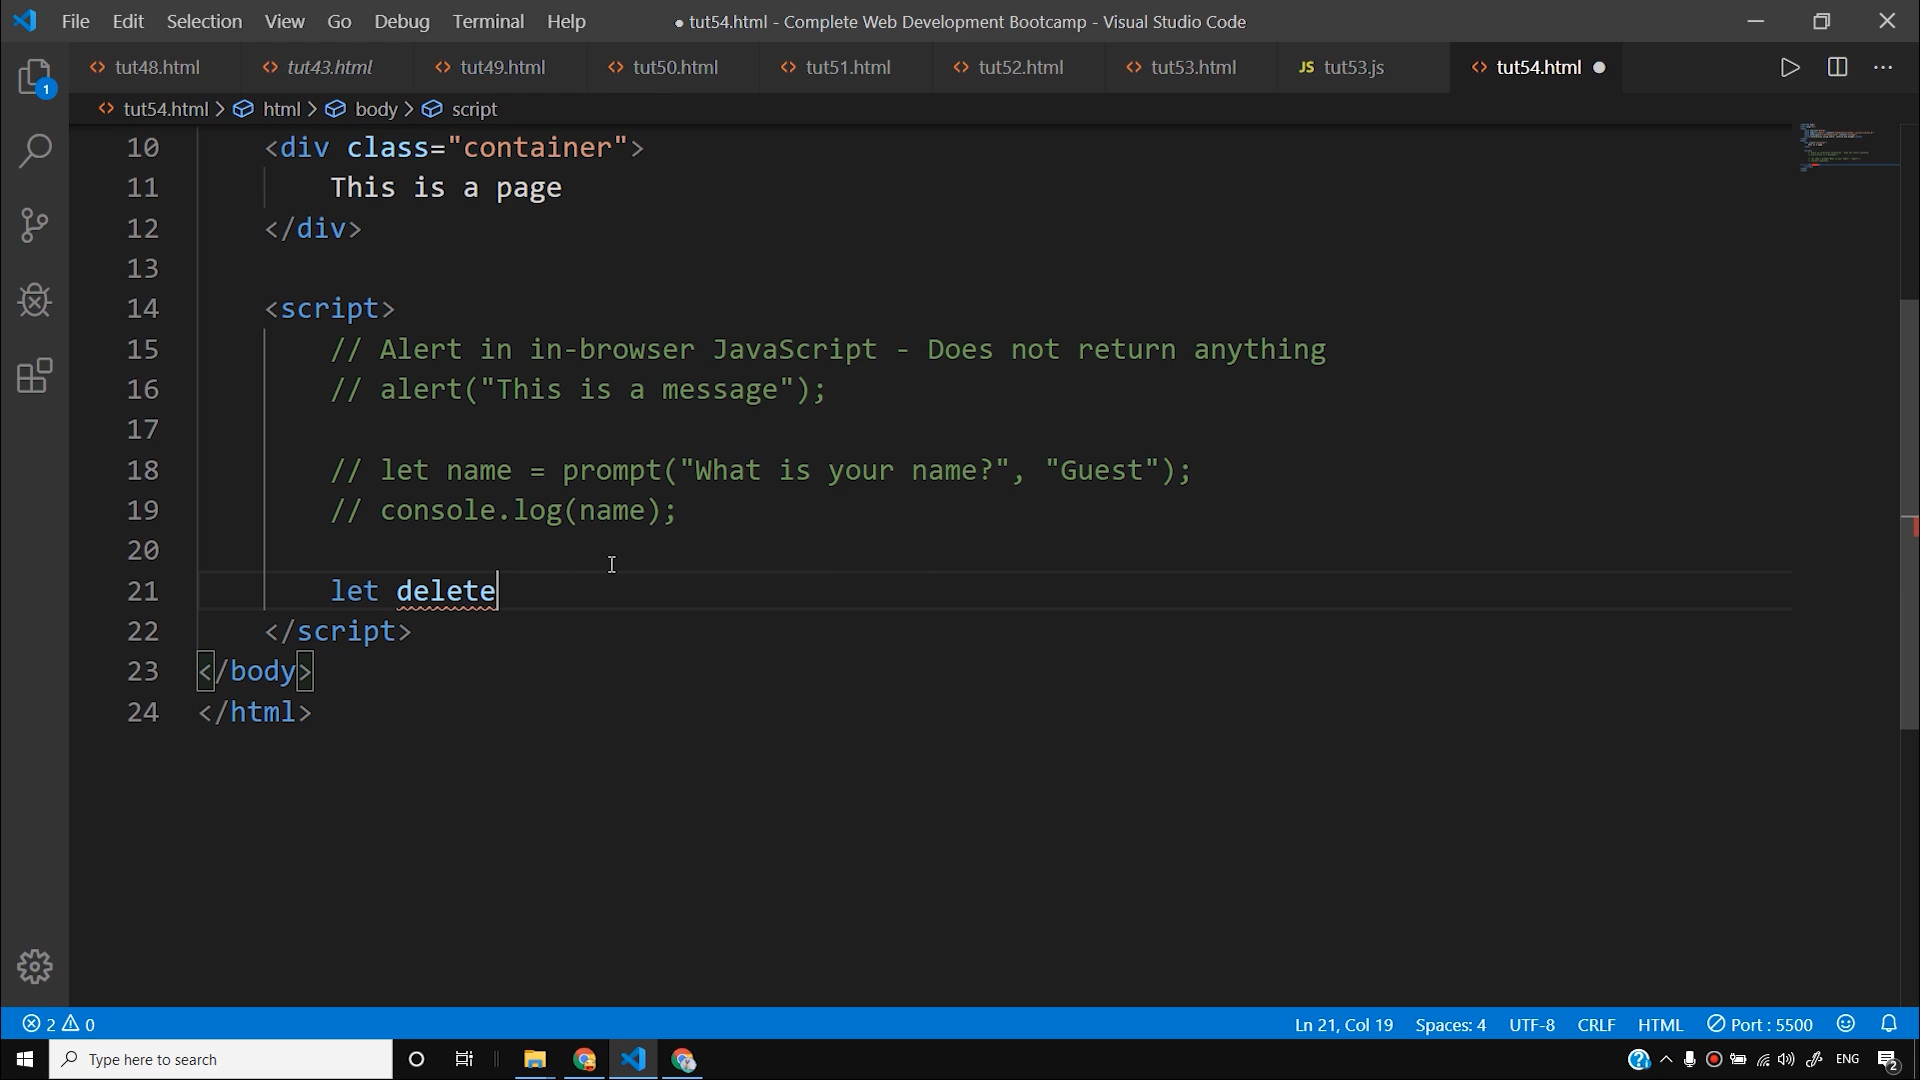 File Edit Selection View Go Debug Terminal Help ● tut54.html - Complete Web Development Bootcamp - Visual Studio Code
1
<> tut48.html <> tut43.html <> tut49.html <> tut50.html <> tut51.html <> tut52.html <> tut53.html JS tut53.js <> tut54.html ●
<> tut54.html > html > body > script
10 <div class="container">
11 This is a page
12 </div>
13
14 <script>
15 // Alert in in-browser JavaScript - Does not return anything
16 // alert("This is a message");
17
18 // let name = prompt("What is your name?", "Guest");
19 // console.log(name);
20
21 let delete
22 </script>
23 </body>
24 </html>
2 0 Ln 21, Col 19 Spaces: 4 UTF-8 CRLF HTML Port : 5500
Type here to search ENG 2